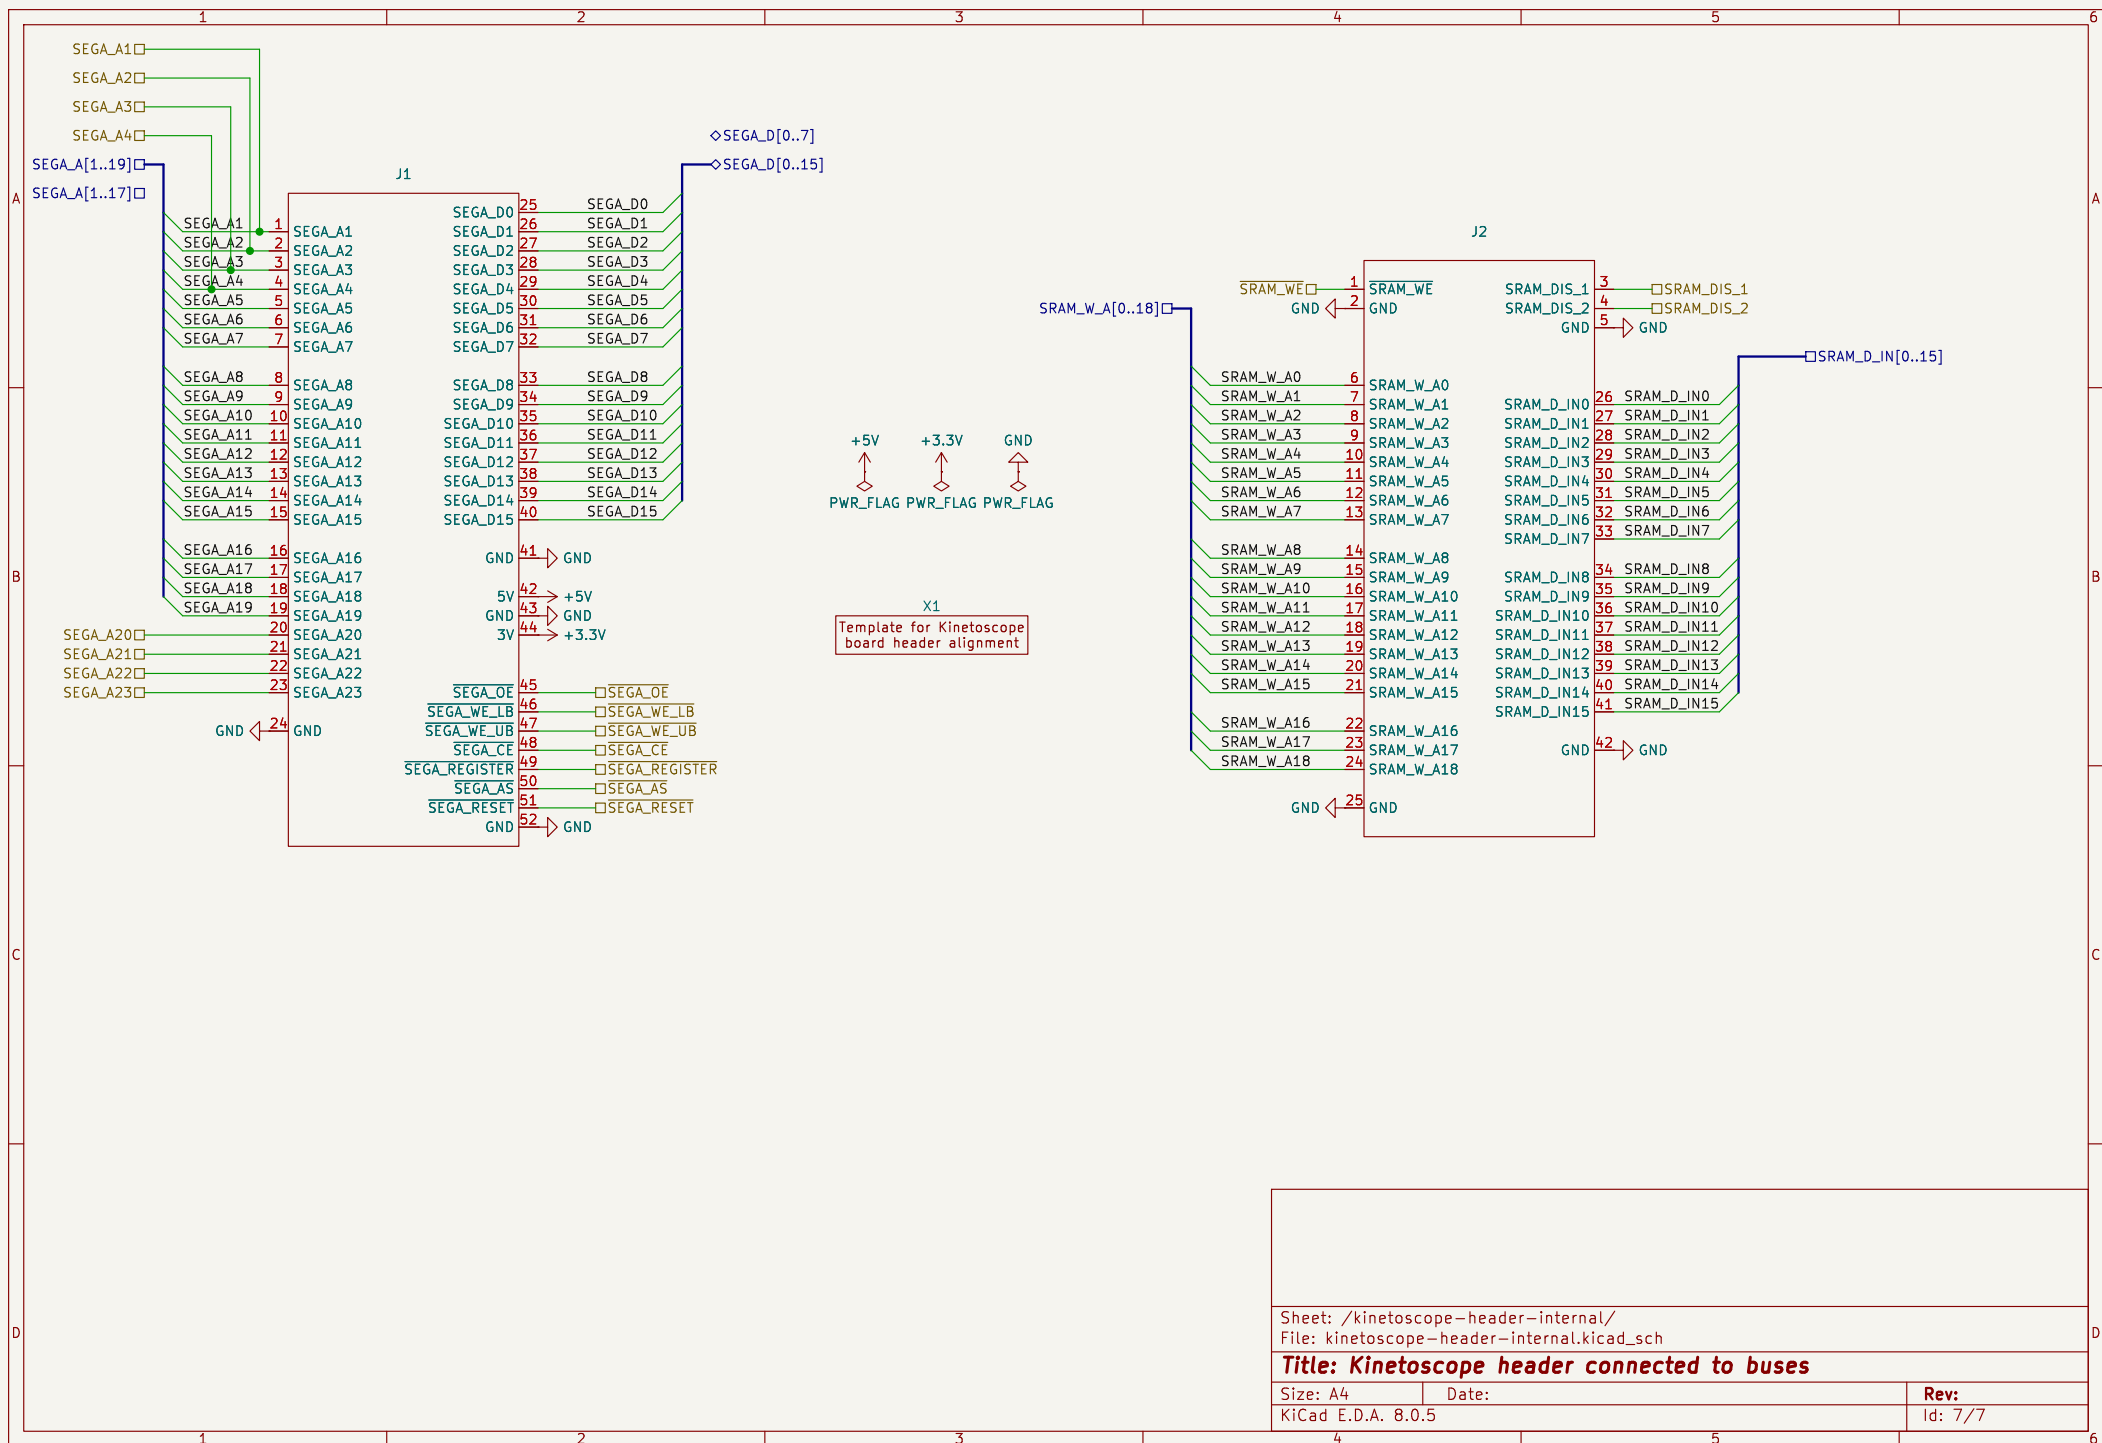 1 2 3 4 5 6
A
B
C
D
SEGA_A1
SEGA_A2
SEGA_A3
SEGA_A4
SEGA_A[1..19]
SEGA_A[1..17]
J1
SEGA_A1 1 SEGA_A1
SEGA_A2 2 SEGA_A2
SEGA_A3 3 SEGA_A3
SEGA_A4 4 SEGA_A4
SEGA_A5 5 SEGA_A5
SEGA_A6 6 SEGA_A6
SEGA_A7 7 SEGA_A7
SEGA_A8 8 SEGA_A8
SEGA_A9 9 SEGA_A9
SEGA_A10 10 SEGA_A10
SEGA_A11 11 SEGA_A11
SEGA_A12 12 SEGA_A12
SEGA_A13 13 SEGA_A13
SEGA_A14 14 SEGA_A14
SEGA_A15 15 SEGA_A15
SEGA_A16 16 SEGA_A16
SEGA_A17 17 SEGA_A17
SEGA_A18 18 SEGA_A18
SEGA_A19 19 SEGA_A19
SEGA_A20 20 SEGA_A20
SEGA_A21 21 SEGA_A21
SEGA_A22 22 SEGA_A22
SEGA_A23 23 SEGA_A23
GND 24 GND
SEGA_D[0..7]
SEGA_D[0..15]
SEGA_D0 25 SEGA_D0
SEGA_D1 26 SEGA_D1
SEGA_D2 27 SEGA_D2
SEGA_D3 28 SEGA_D3
SEGA_D4 29 SEGA_D4
SEGA_D5 30 SEGA_D5
SEGA_D6 31 SEGA_D6
SEGA_D7 32 SEGA_D7
SEGA_D8 33 SEGA_D8
SEGA_D9 34 SEGA_D9
SEGA_D10 35 SEGA_D10
SEGA_D11 36 SEGA_D11
SEGA_D12 37 SEGA_D12
SEGA_D13 38 SEGA_D13
SEGA_D14 39 SEGA_D14
SEGA_D15 40 SEGA_D15
GND 41 GND
5V 42 +5V
GND 43 GND
3V 44 +3.3V
SEGA_OE 45 SEGA_OE
SEGA_WE_LB 46 SEGA_WE_LB
SEGA_WE_UB 47 SEGA_WE_UB
SEGA_CE 48 SEGA_CE
SEGA_REGISTER 49 SEGA_REGISTER
SEGA_AS 50 SEGA_AS
SEGA_RESET 51 SEGA_RESET
GND 52 GND
+5V +3.3V GND
PWR_FLAG PWR_FLAG PWR_FLAG
X1
Template for Kinetoscope
board header alignment
J2
SRAM_WE 1 SRAM_WE
GND 2 GND
SRAM_W_A[0..18]
SRAM_W_A0 6 SRAM_W_A0
SRAM_W_A1 7 SRAM_W_A1
SRAM_W_A2 8 SRAM_W_A2
SRAM_W_A3 9 SRAM_W_A3
SRAM_W_A4 10 SRAM_W_A4
SRAM_W_A5 11 SRAM_W_A5
SRAM_W_A6 12 SRAM_W_A6
SRAM_W_A7 13 SRAM_W_A7
SRAM_W_A8 14 SRAM_W_A8
SRAM_W_A9 15 SRAM_W_A9
SRAM_W_A10 16 SRAM_W_A10
SRAM_W_A11 17 SRAM_W_A11
SRAM_W_A12 18 SRAM_W_A12
SRAM_W_A13 19 SRAM_W_A13
SRAM_W_A14 20 SRAM_W_A14
SRAM_W_A15 21 SRAM_W_A15
SRAM_W_A16 22 SRAM_W_A16
SRAM_W_A17 23 SRAM_W_A17
SRAM_W_A18 24 SRAM_W_A18
GND 25 GND
SRAM_DIS_1 3 SRAM_DIS_1
SRAM_DIS_2 4 SRAM_DIS_2
GND 5 GND
SRAM_D_IN[0..15]
SRAM_D_IN0 26 SRAM_D_IN0
SRAM_D_IN1 27 SRAM_D_IN1
SRAM_D_IN2 28 SRAM_D_IN2
SRAM_D_IN3 29 SRAM_D_IN3
SRAM_D_IN4 30 SRAM_D_IN4
SRAM_D_IN5 31 SRAM_D_IN5
SRAM_D_IN6 32 SRAM_D_IN6
SRAM_D_IN7 33 SRAM_D_IN7
SRAM_D_IN8 34 SRAM_D_IN8
SRAM_D_IN9 35 SRAM_D_IN9
SRAM_D_IN10 36 SRAM_D_IN10
SRAM_D_IN11 37 SRAM_D_IN11
SRAM_D_IN12 38 SRAM_D_IN12
SRAM_D_IN13 39 SRAM_D_IN13
SRAM_D_IN14 40 SRAM_D_IN14
SRAM_D_IN15 41 SRAM_D_IN15
GND 42 GND
A
B
C
D
Sheet: /kinetoscope-header-internal/
File: kinetoscope-header-internal.kicad_sch
Title: Kinetoscope header connected to buses
Size: A4 Date: Rev:
KiCad E.D.A. 8.0.5 Id: 7/7
1 2 3 4 5 6